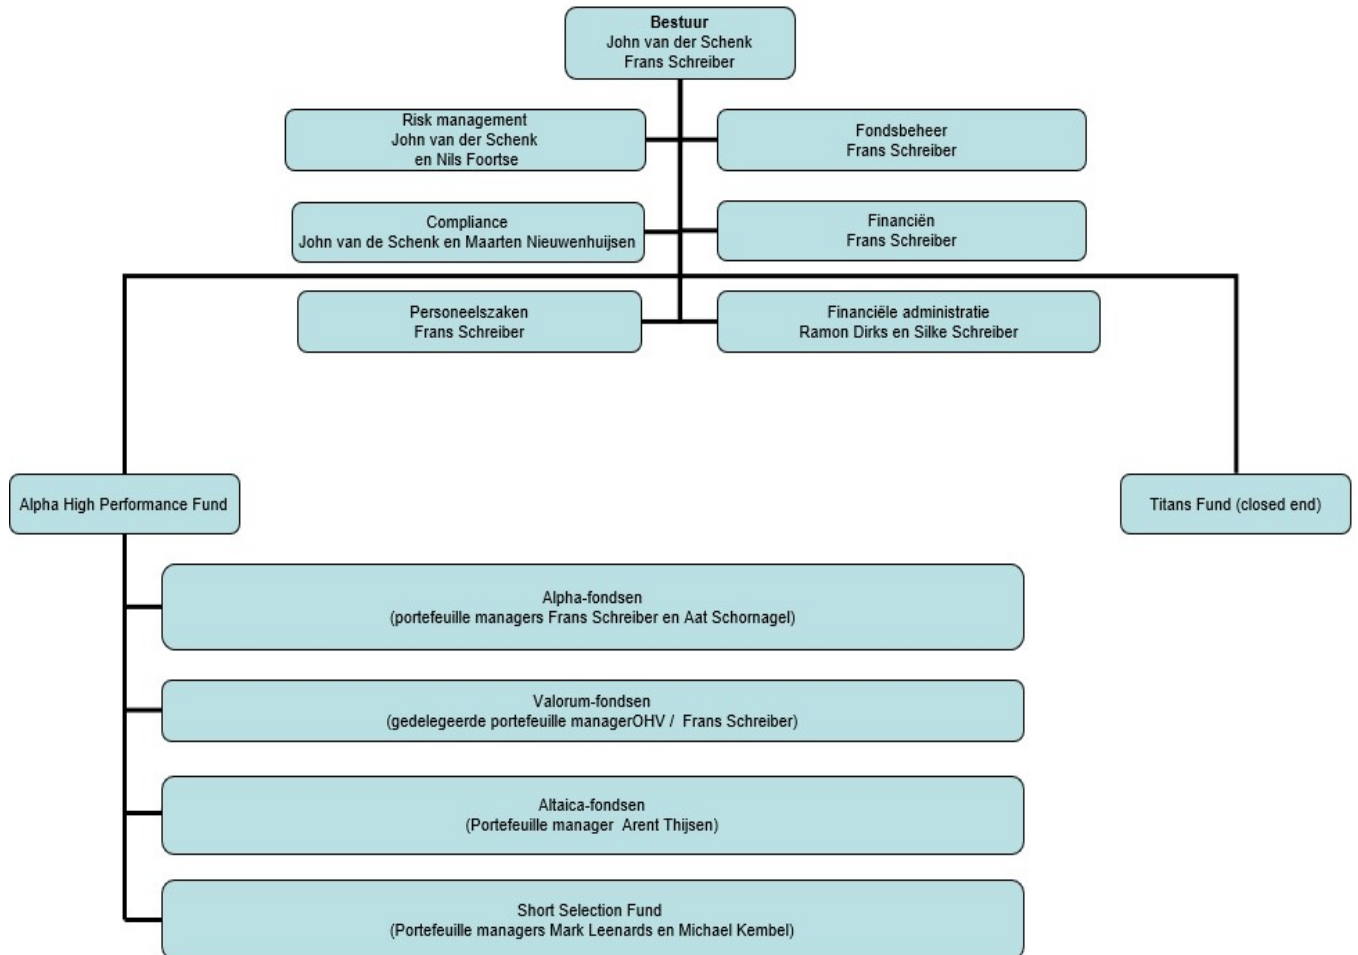 Bestuur
John van der Schenk
Frans Schreiber
Risk management
John van der Schenk
en Nils Foortse
Fondsbeheer
Frans Schreiber
Compliance
John van de Schenk en Maarten Nieuwenhuijsen
Financiën
Frans Schreiber
Personeelszaken
Frans Schreiber
Financiële administratie
Ramon Dirks en Silke Schreiber
Alpha High Performance Fund
Titans Fund (closed end)
Alpha-fondsen
(portefeuille managers Frans Schreiber en Aat Schornagel)
Valorum-fondsen
(gedelegeerde portefeuille managerOHV / Frans Schreiber)
Altaica-fondsen
(Portefeuille manager Arent Thijsen)
Short Selection Fund
(Portefeuille managers Mark Leenards en Michael Kembel)